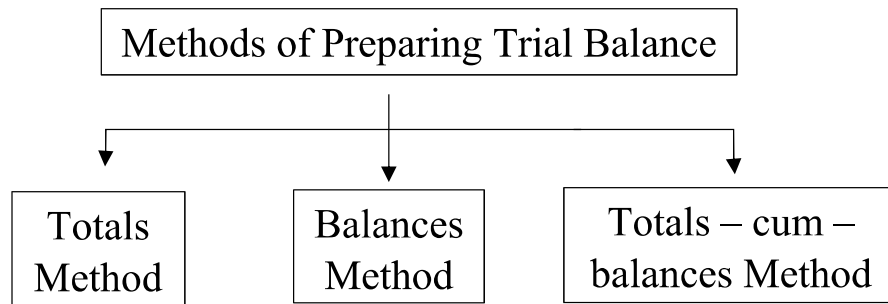 Methods of Preparing Trial Balance
Totals
Method
Balances
Method
Totals – cum –
balances Method